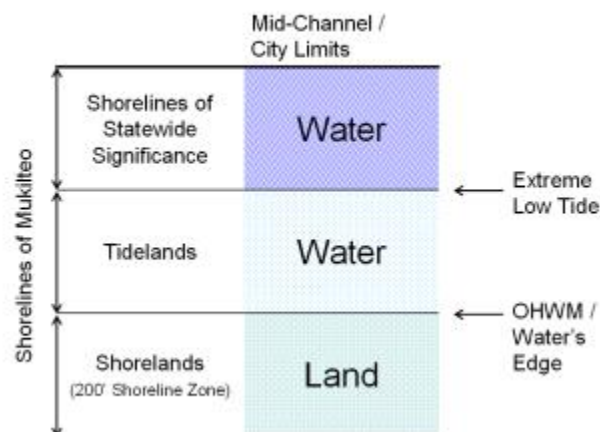 Mid-Channel /
City Limits
Shorelines of Mukilteo
Shorelines of
Statewide
Significance
Water
Extreme
Low Tide
Tidelands
Water
OHWM /
Water's
Edge
Shorelands
(200' Shoreline Zone)
Land